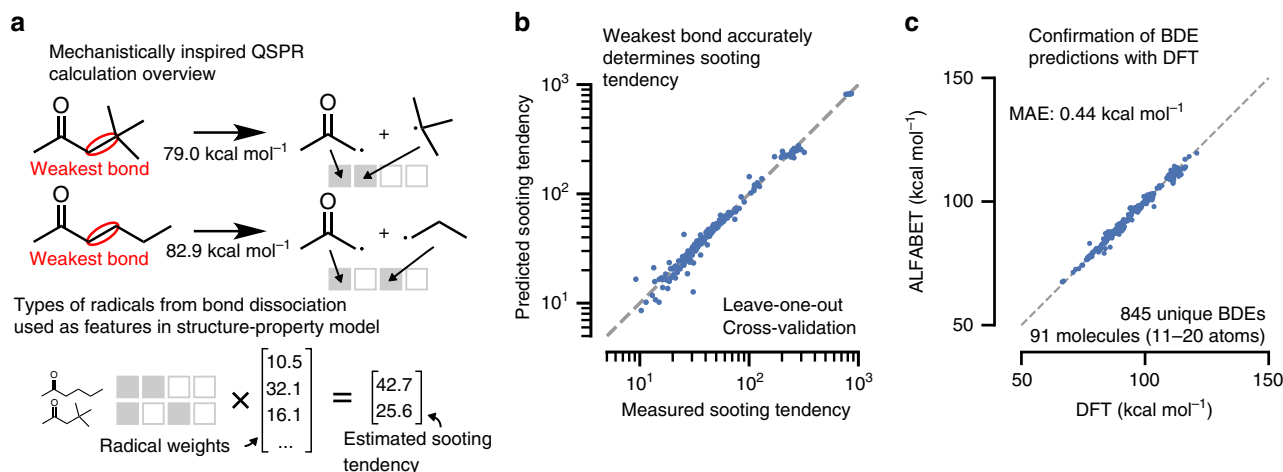 a
Mechanistically inspired QSPR
calculation overview
O
79.0 kcal mol⁻¹
+
Weakest bond
O
O
82.9 kcal mol⁻¹
+
Weakest bond
O
Types of radicals from bond dissociation
used as features in structure-property model
O
O
×
10.5
32.1
16.1
...
=
42.7
25.6
Radical weights
Estimated sooting
tendency
b
Weakest bond accurately
determines sooting
tendency
Predicted sooting tendency
10³
10²
10¹
Leave-one-out
Cross-validation
10¹ 10² 10³
Measured sooting tendency
c
Confirmation of BDE
predictions with DFT
ALFABET (kcal mol⁻¹)
150
100
50
MAE: 0.44 kcal mol⁻¹
845 unique BDEs
91 molecules (11–20 atoms)
50 100 150
DFT (kcal mol⁻¹)